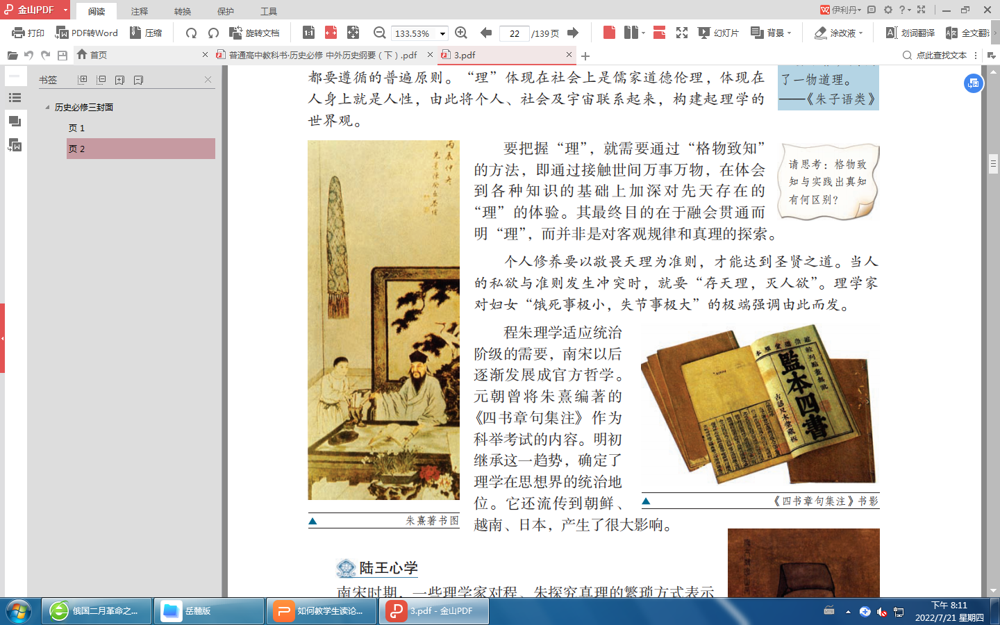 金山PDF
阅读
注释
转换
保护
工具
伊利丹
打印
PDF转Word
压缩
旋转文档
1:1
133.53%
22
/139页
幻灯片
背景
涂改液
划词翻译
全文翻
首页
普通高中教科书·历史必修 中外历史纲要（下）.pdf
3.pdf
点此查找文本
书签
历史必修三封面
页 1
页 2
都要遵循的普遍原则。“理”体现在社会上是儒家道德伦理，体现在
人身上就是人性，由此将个人、社会及宇宙联系起来，构建起理学的
世界观。
了一物道理。
——《朱子语类》
要把握“理”，就需要通过“格物致知”
的方法，即通过接触世间万事万物，在体会
到各种知识的基础上加深对先天存在的
“理”的体验。其最终目的在于融会贯通而
明“理”，而并非是对客观规律和真理的探索。
请思考：格物致
知与实践出真知
有何区别？
个人修养要以敬畏天理为准则，才能达到圣贤之道。当人
的私欲与准则发生冲突时，就要“存天理，灭人欲”。理学家
对妇女“饿死事极小，失节事极大”的极端强调由此而发。
程朱理学适应统治
阶级的需要，南宋以后
逐渐发展成官方哲学。
元朝曾将朱熹编著的
《四书章句集注》作为
科举考试的内容。明初
继承这一趋势，确定了
理学在思想界的统治地
位。它还流传到朝鲜、
越南、日本，产生了很大影响。
監本四書
朱熹著书图
《四书章句集注》书影
陆王心学
南宋时期，一些理学家对程、朱探究真理的繁琐方式表示
俄国二月革命之...
岳麓版
如何教学生读论...
3.pdf - 金山PDF
下午 8:11
2022/7/21 星期四